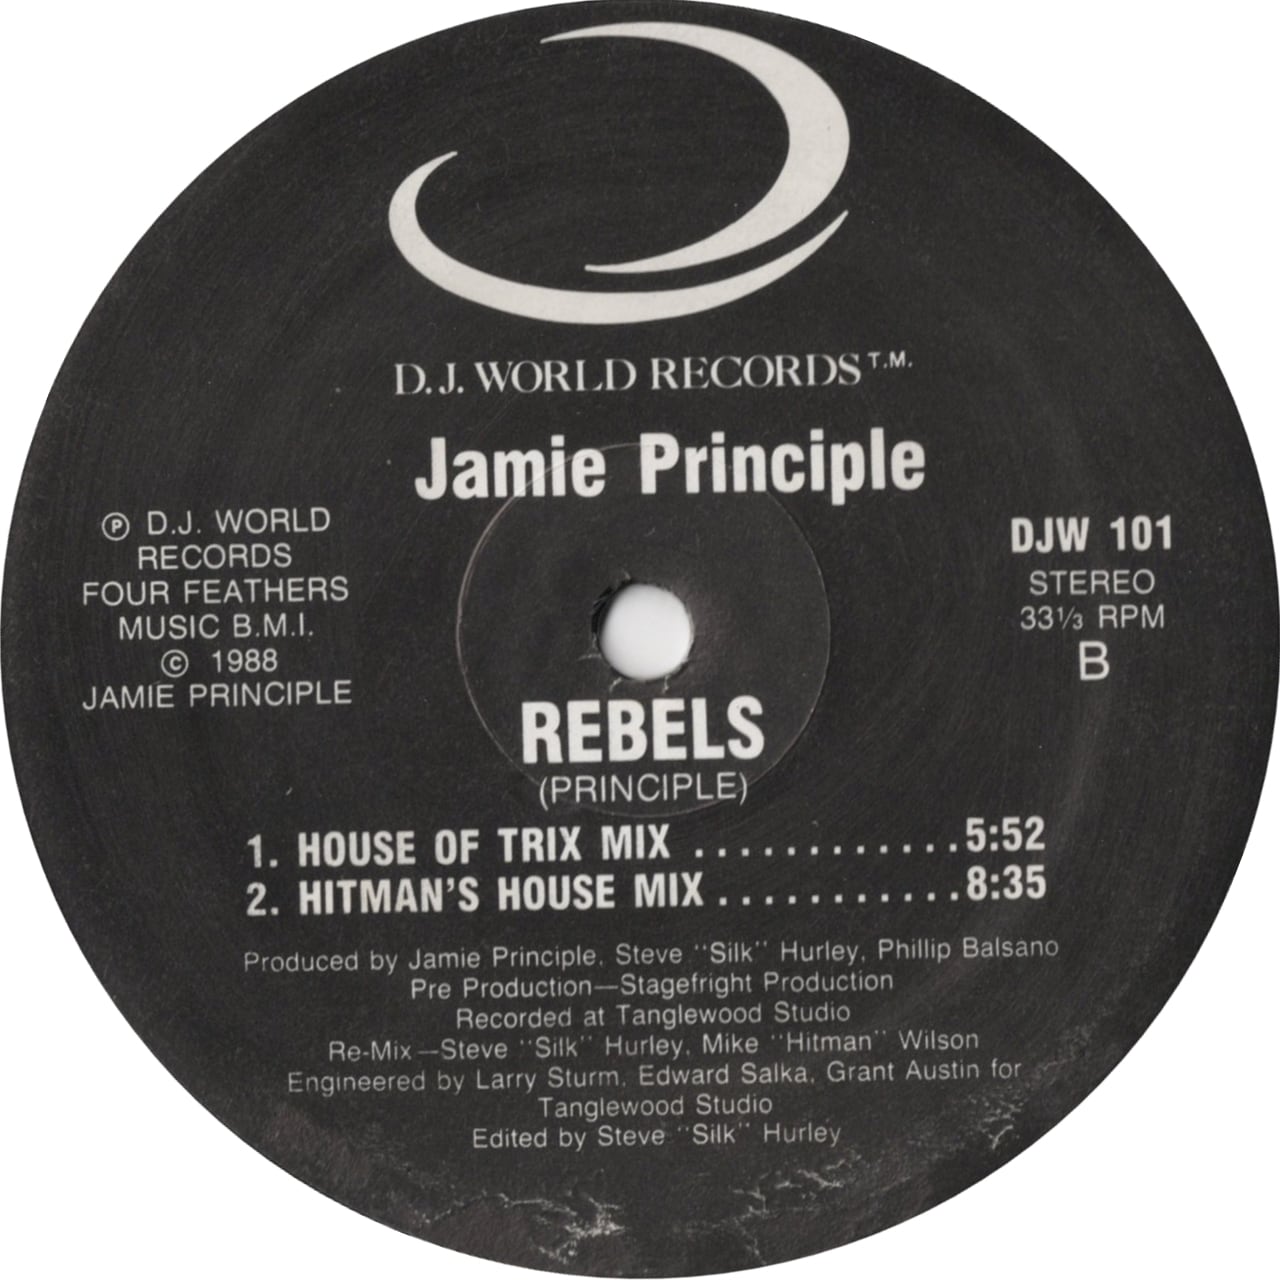 D.J. WORLD RECORDS T.M.
Jamie Principle
℗ D.J. WORLD
RECORDS
FOUR FEATHERS
MUSIC B.M.I.
© 1988
JAMIE PRINCIPLE
DJW 101
STEREO
33⅓ RPM
B
REBELS
(PRINCIPLE)
1. HOUSE OF TRIX MIX .............5:52
2. HITMAN'S HOUSE MIX ...........8:35
Produced by Jamie Principle, Steve "Silk" Hurley, Phillip Balsano
Pre Production—Stagefright Production
Recorded at Tanglewood Studio
Re-Mix—Steve "Silk" Hurley, Mike "Hitman" Wilson
Engineered by Larry Sturm, Edward Salka, Grant Austin for
Tanglewood Studio
Edited by Steve "Silk" Hurley